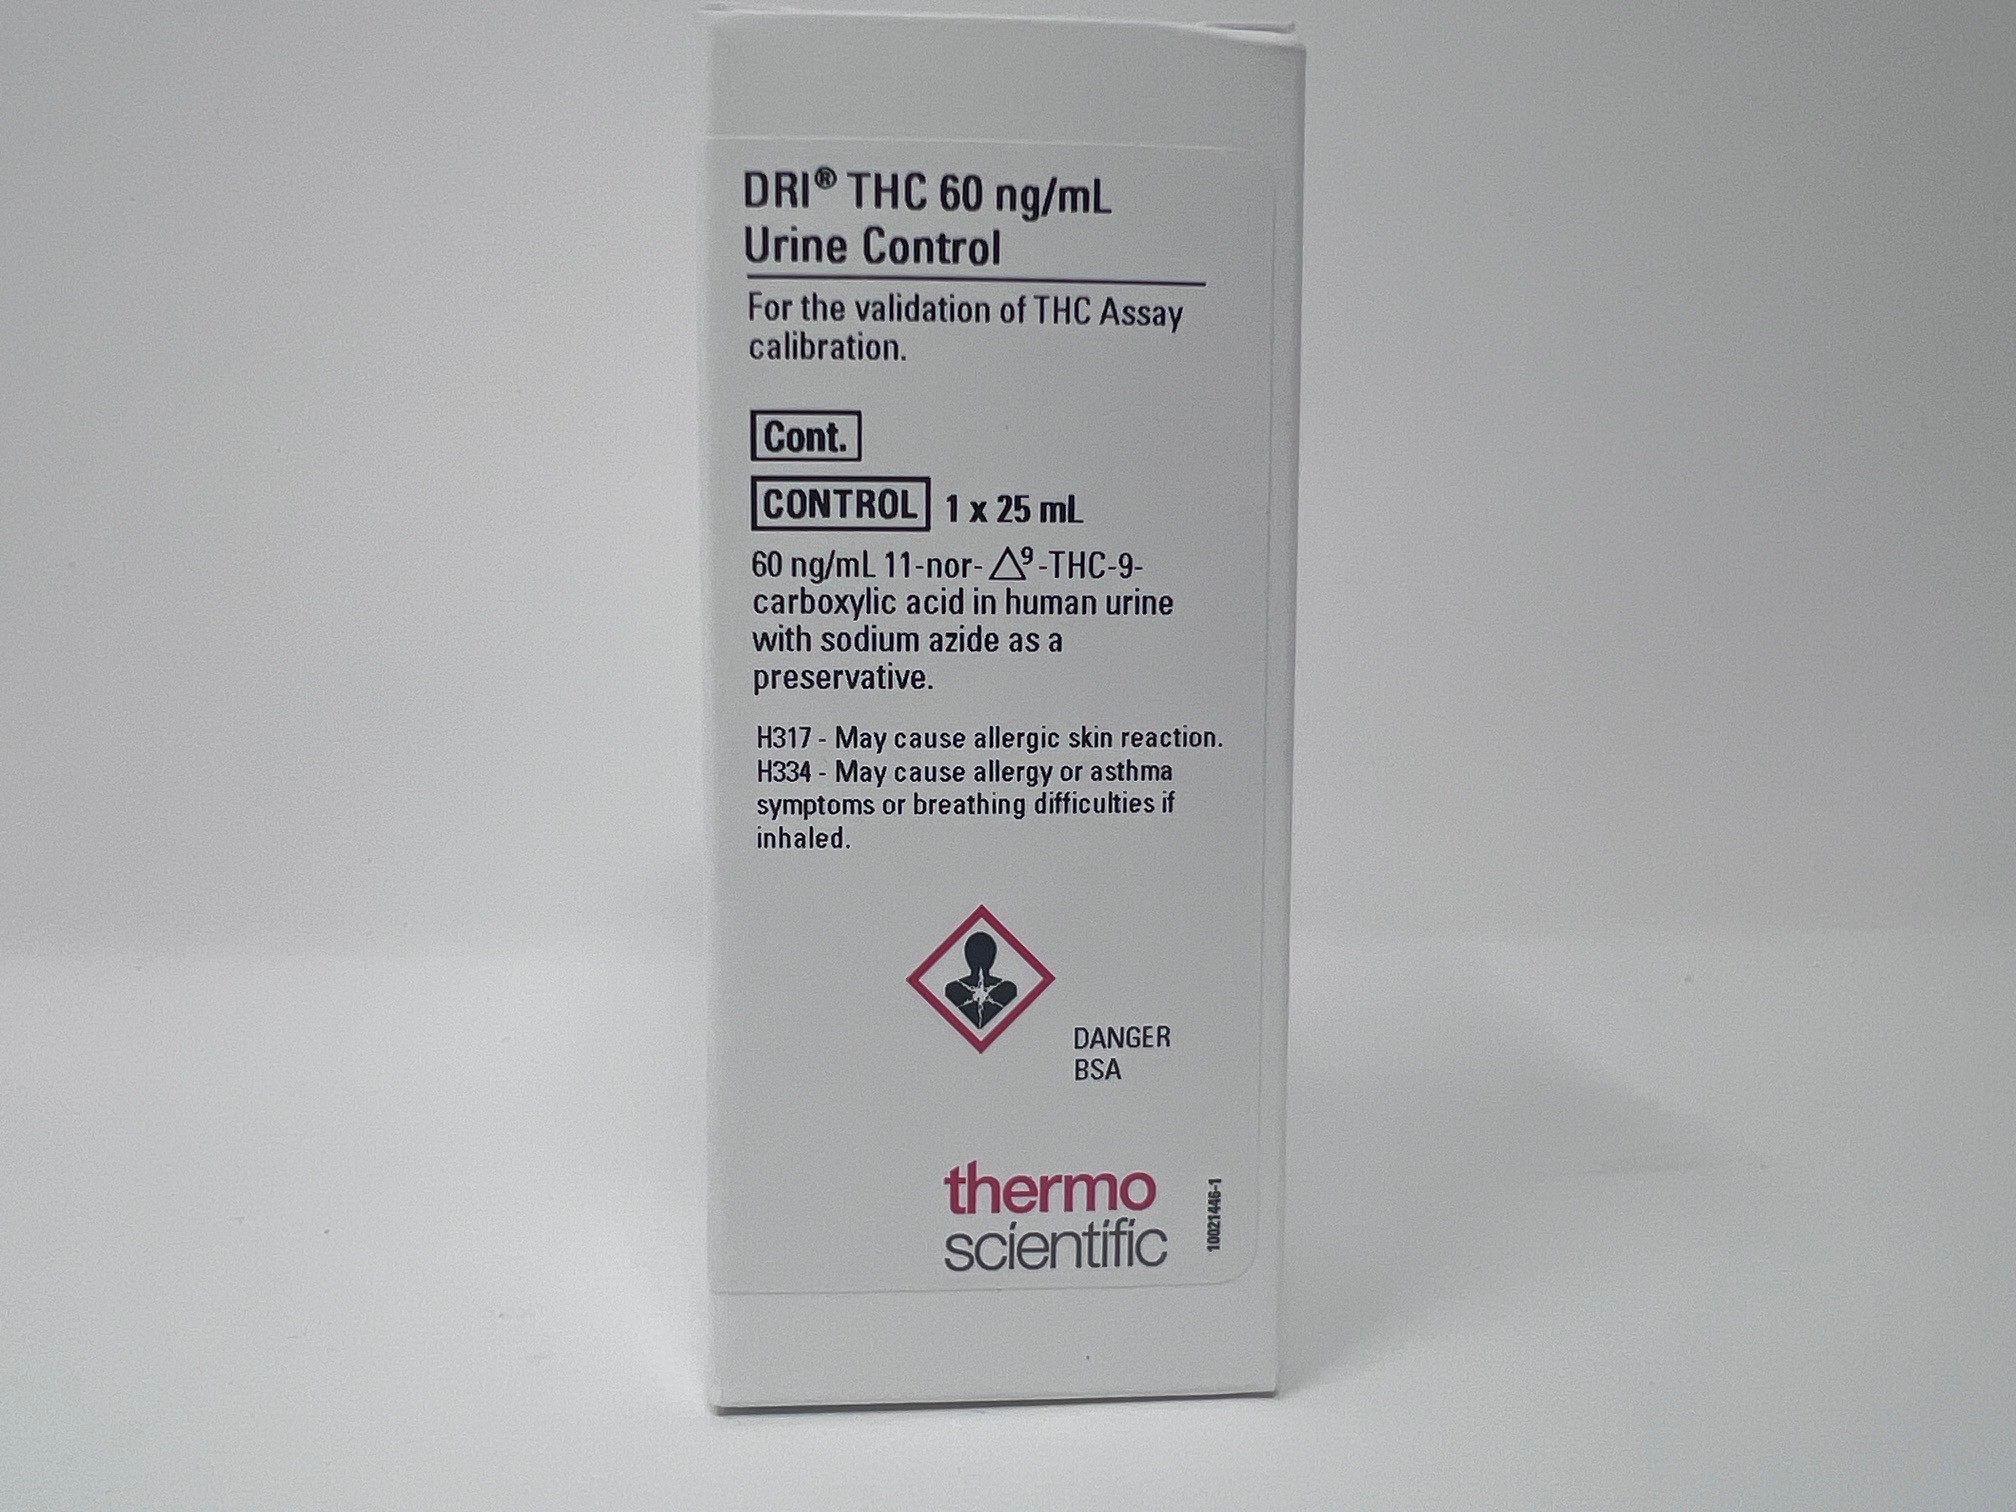 DRI® THC 60 ng/mL
Urine Control
For the validation of THC Assay
calibration.
Cont.
CONTROL 1 x 25 mL
60 ng/mL 11-nor-△⁹-THC-9-
carboxylic acid in human urine
with sodium azide as a
preservative.
H317 - May cause allergic skin reaction.
H334 - May cause allergy or asthma
symptoms or breathing difficulties if
inhaled.
DANGER
BSA
thermo
scientific
10021446-1